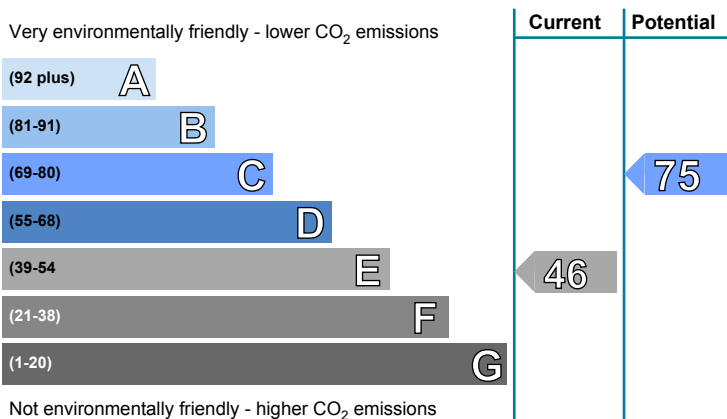 Very environmentally friendly - lower CO2 emissions
Current
Potential
(92 plus) A
(81-91) B
(69-80) C
75
(55-68) D
(39-54 E
46
(21-38) F
(1-20) G
Not environmentally friendly - higher CO2 emissions